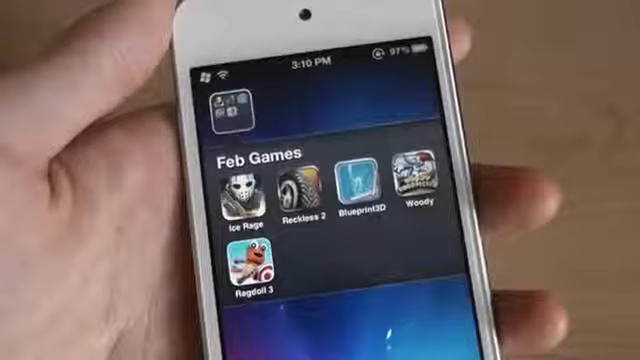 3:10 PM
97%
Feb Games
Ice Rage
Reckless 2
Blueprint3D
Woody
Ragdoll 3